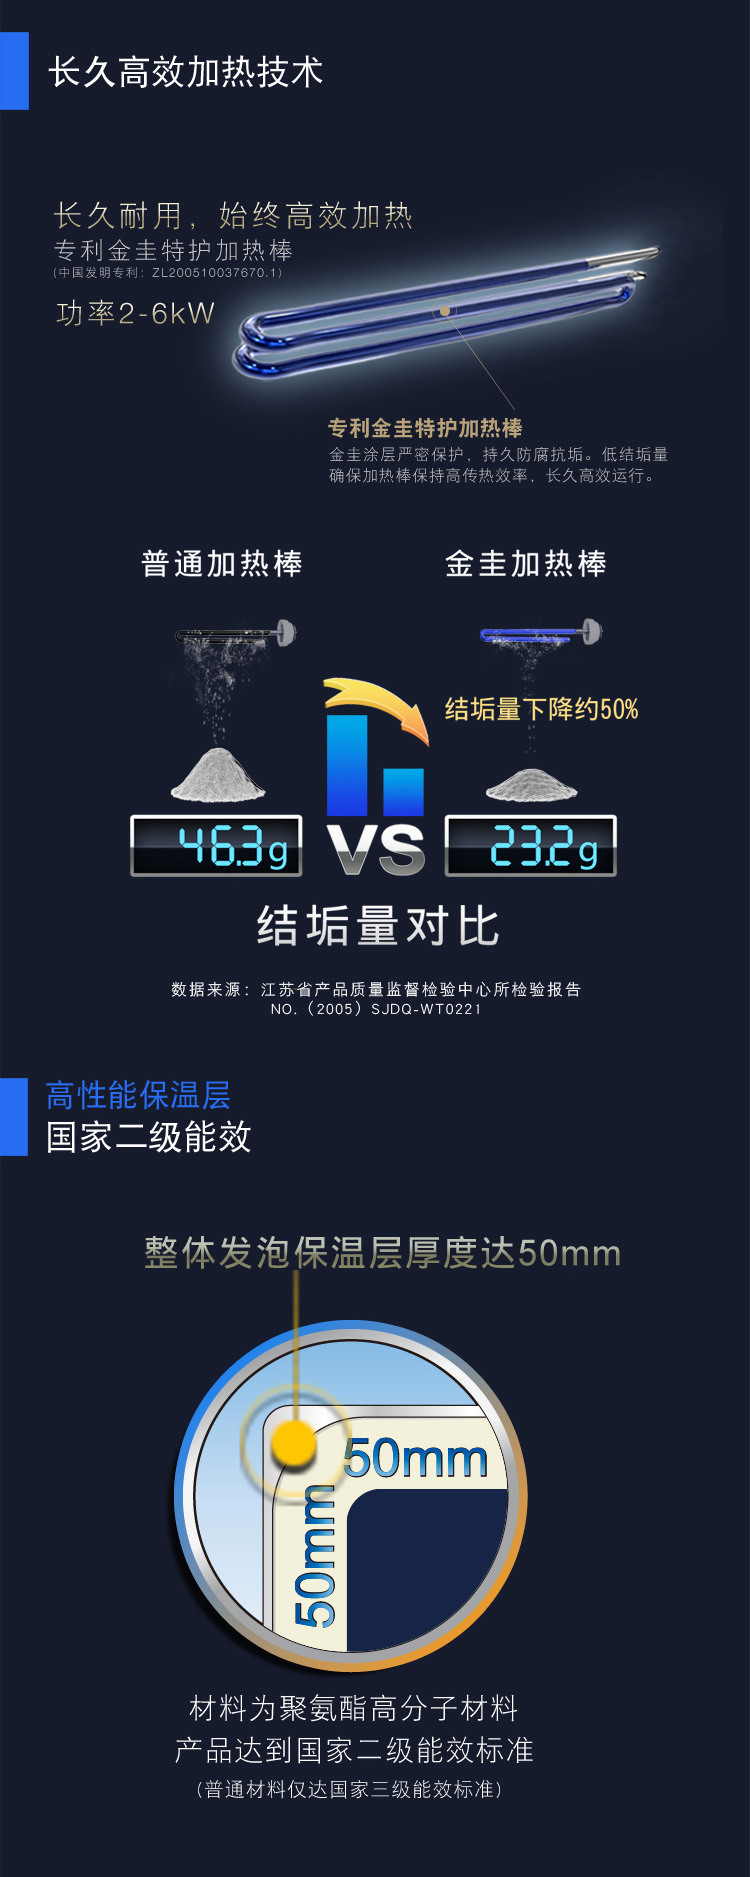 长久高效加热技术
长久耐用，始终高效加热
专利金圭特护加热棒
(中国发明专利：ZL200510037670.1)
功率2-6kW
专利金圭特护加热棒
金圭涂层严密保护，持久防腐抗垢。低结垢量
确保加热棒保持高传热效率，长久高效运行。
普通加热棒
金圭加热棒
结垢量下降约50%
46.3g
VS
23.2g
结垢量对比
数据来源：江苏省产品质量监督检验中心所检验报告
NO.（2005）SJDQ-WT0221
高性能保温层
国家二级能效
整体发泡保温层厚度达50mm
50mm
50mm
材料为聚氨酯高分子材料
产品达到国家二级能效标准
(普通材料仅达国家三级能效标准)